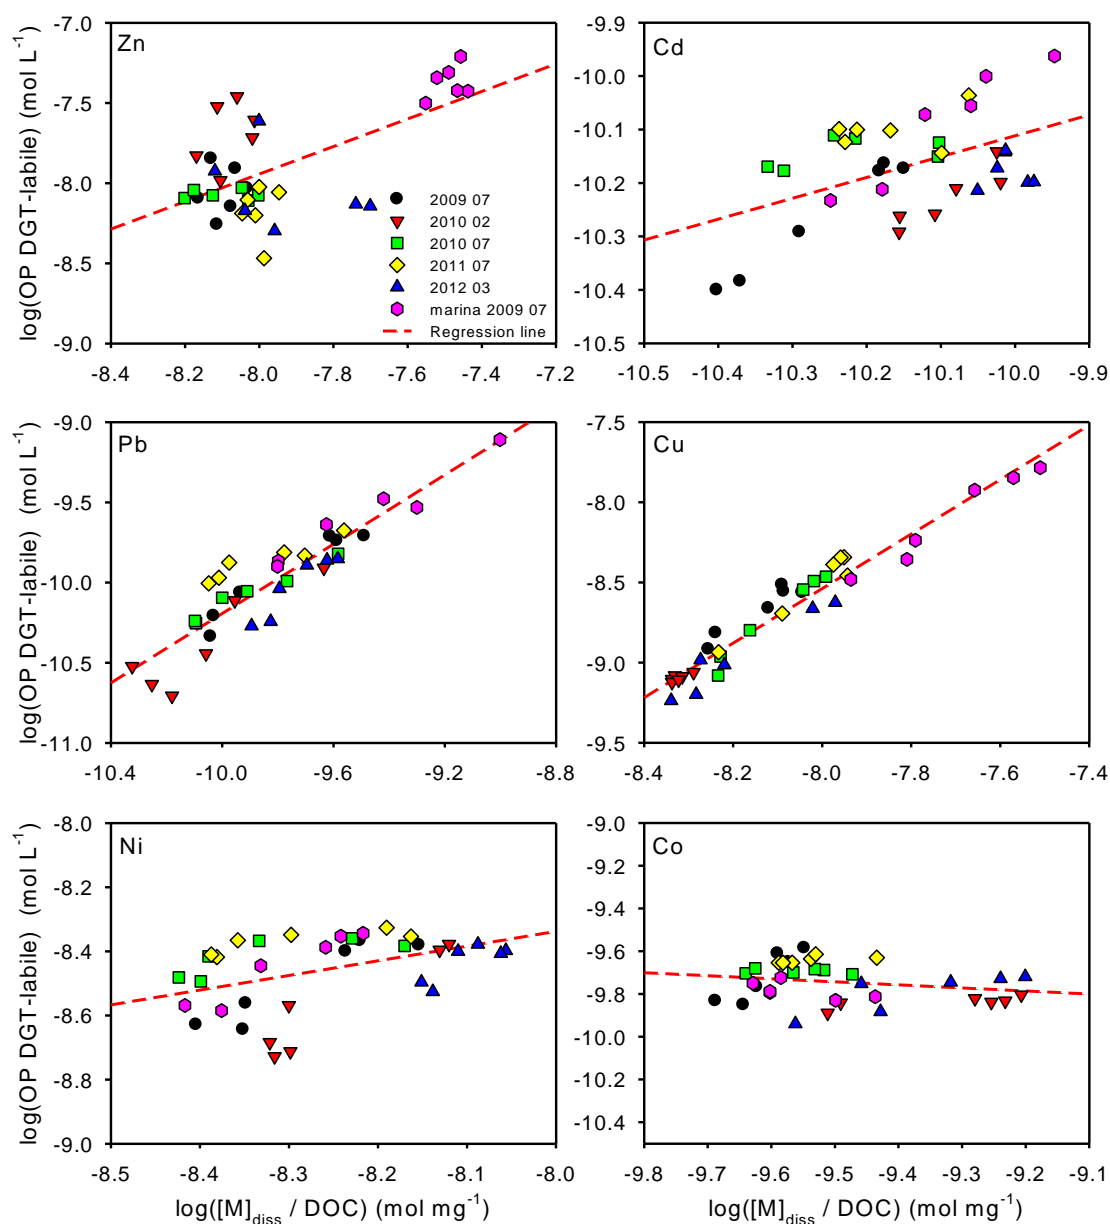 Zn
log(OP DGT-labile) (mol L⁻¹)
-7.0
-7.5
-8.0
-8.5
-9.0
-8.4 -8.2 -8.0 -7.8 -7.6 -7.4 -7.2
2009 07
2010 02
2010 07
2011 07
2012 03
marina 2009 07
Regression line
Cd
-9.9
-10.0
-10.1
-10.2
-10.3
-10.4
-10.5
-10.5 -10.3 -10.2 -10.1 -10.0 -9.9
Pb
log(OP DGT-labile) (mol L⁻¹)
-9.0
-9.5
-10.0
-10.5
-11.0
-10.4 -10.0 -9.6 -9.2 -8.8
Cu
-7.5
-8.0
-8.5
-9.0
-9.5
-8.4 -8.2 -8.0 -7.8 -7.6 -7.4
Ni
log(OP DGT-labile) (mol L⁻¹)
-8.0
-8.2
-8.4
-8.6
-8.8
-9.0
-8.5 -8.4 -8.3 -8.2 -8.1 -8.0
log([M]diss / DOC) (mol mg⁻¹)
Co
-9.0
-9.2
-9.4
-9.6
-9.8
-10.0
-10.2
-10.4
-9.8 -9.7 -9.6 -9.5 -9.4 -9.3 -9.2 -9.1
log([M]diss / DOC) (mol mg⁻¹)